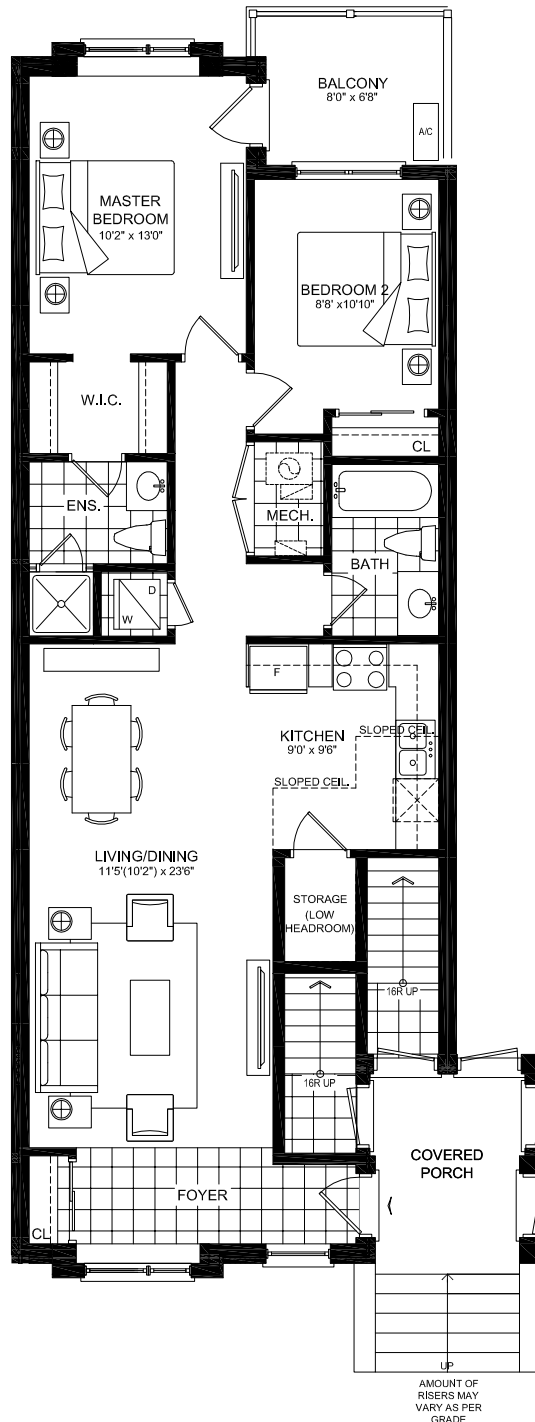 BALCONY
8'0" x 6'8"
A/C
MASTER
BEDROOM
10'2" x 13'0"
BEDROOM 2
8'8' x10'10"
W.I.C.
CL
ENS.
MECH.
BATH
D
W
F
KITCHEN
9'0' x 9'6"
SLOPED CEIL.
SLOPED CEIL.
LIVING/DINING
11'5'(10'2") x 23'6"
STORAGE
(LOW
HEADROOM)
16R UP
16R UP
COVERED
PORCH
FOYER
CL
UP
AMOUNT OF
RISERS MAY
VARY AS PER
GRADE